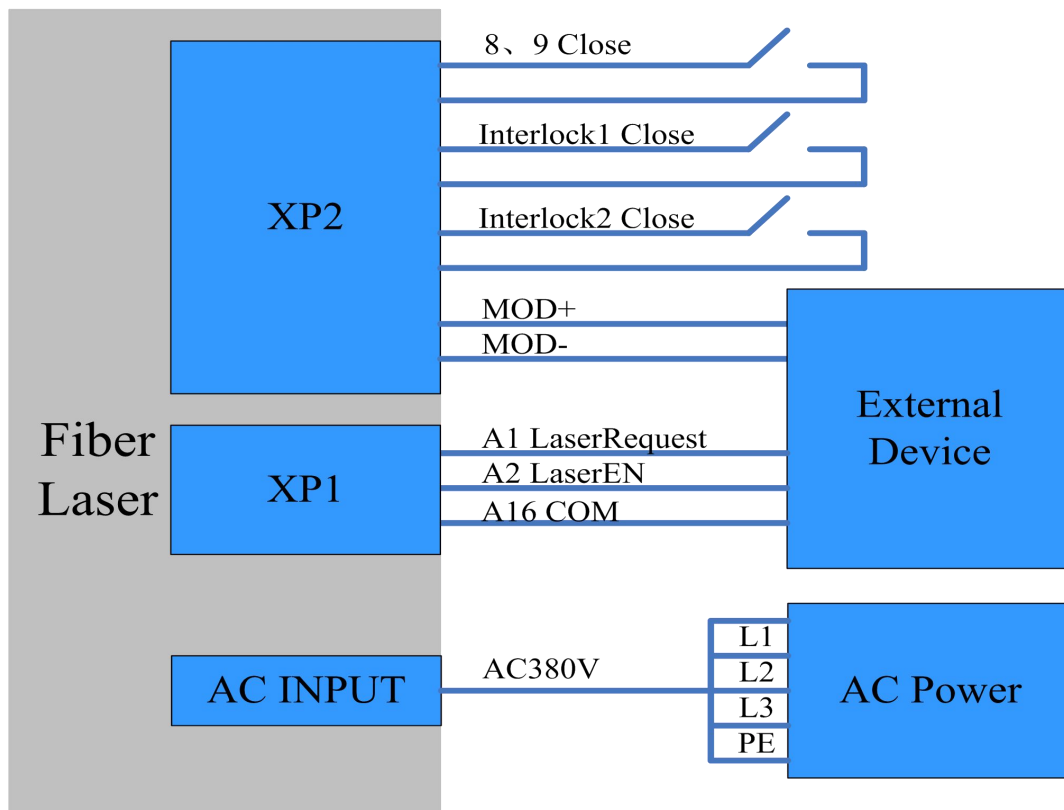 8、9 Close
Interlock1 Close
XP2
Interlock2 Close
MOD+
MOD-
External
Device
Fiber
Laser
A1 LaserRequest
XP1
A2 LaserEN
A16 COM
L1
AC INPUT
AC380V
L2
AC Power
L3
PE